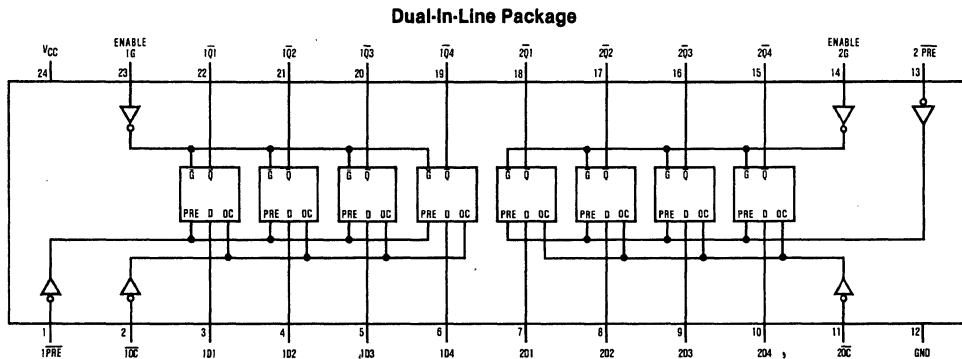 Dual-In-Line Package
VCC
ENABLE 1G
1Q̅1
1Q̅2
1Q̅3
1Q̅4
2Q̅1
2Q̅2
2Q̅3
2Q̅4
ENABLE 2G
2 P̅R̅E̅
24 23 22 21 20 19 18 17 16 15 14 13
G̅ Q̅ G̅ Q̅ G̅ Q̅ G̅ Q̅ G̅ Q̅ G̅ Q̅ G̅ Q̅ G̅ Q̅
PRE D OC PRE D OC PRE D OC PRE D OC PRE D OC PRE D OC PRE D OC PRE D OC
1 2 3 4 5 6 7 8 9 10 11 12
1P̅R̅E̅ 1O̅C̅ 1D1 1D2 1D3 1D4 2D1 2D2 2D3 2D4 2O̅C̅ GND